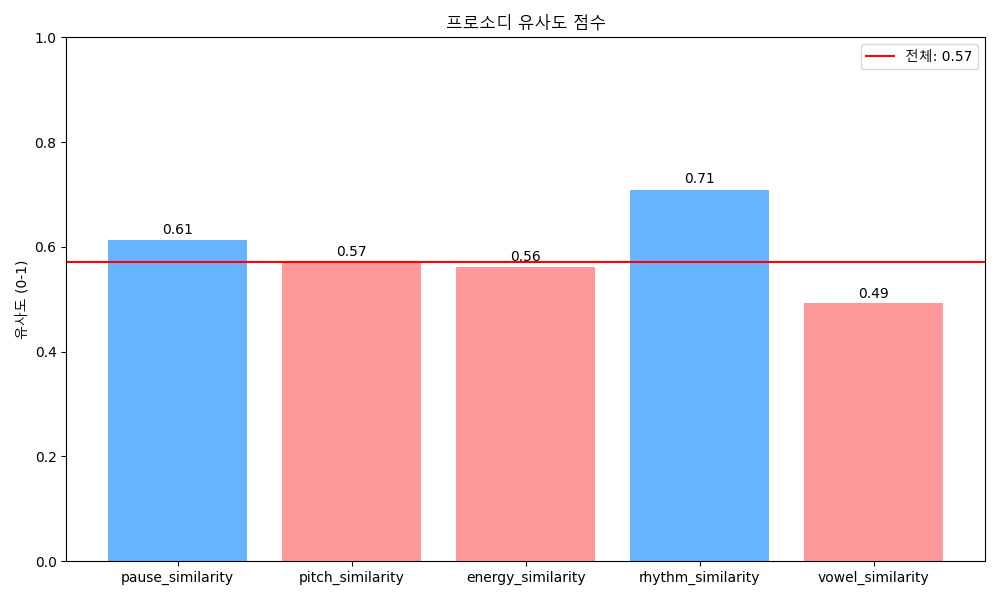 프로소디 유사도 점수
전체: 0.57
유사도 (0-1)
1.0
0.8
0.6
0.4
0.2
0.0
0.61
0.57
0.56
0.71
0.49
pause_similarity
pitch_similarity
energy_similarity
rhythm_similarity
vowel_similarity